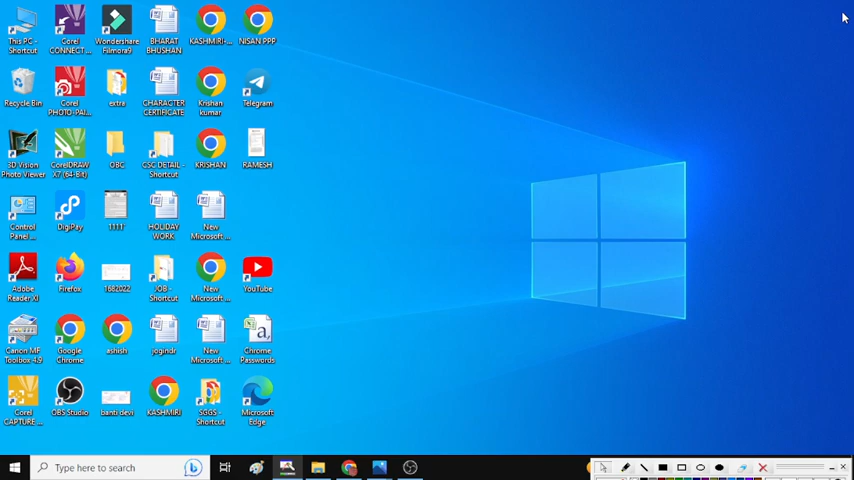 This PC - Shortcut
Corel CONNECT...
Wondershare Filmora9
BHARAT BHUSHAN
KASHMIRI-...
NISAN PPP
Recycle Bin
Corel PHOTO-PAI...
extra
CHARACTER CERTIFICATE
Krishan kumar
Telegram
3D Vision Photo Viewer
CorelDRAW X7 (64-Bit)
OBC
CSC DETAIL - Shortcut
KRISHAN
RAMESH
Control Panel ...
DigiPay
1111
HOLIDAY WORK
New Microsoft ...
Adobe Reader XI
Firefox
1682022
JOB - Shortcut
New Microsoft ...
YouTube
Canon MF Toolbox 4.9
Google Chrome
ashish
jogindr
New Microsoft ...
Chrome Passwords
Corel CAPTURE ...
OBS Studio
banti devi
KASHMIRI
SGGS - Shortcut
Microsoft Edge
Type here to search